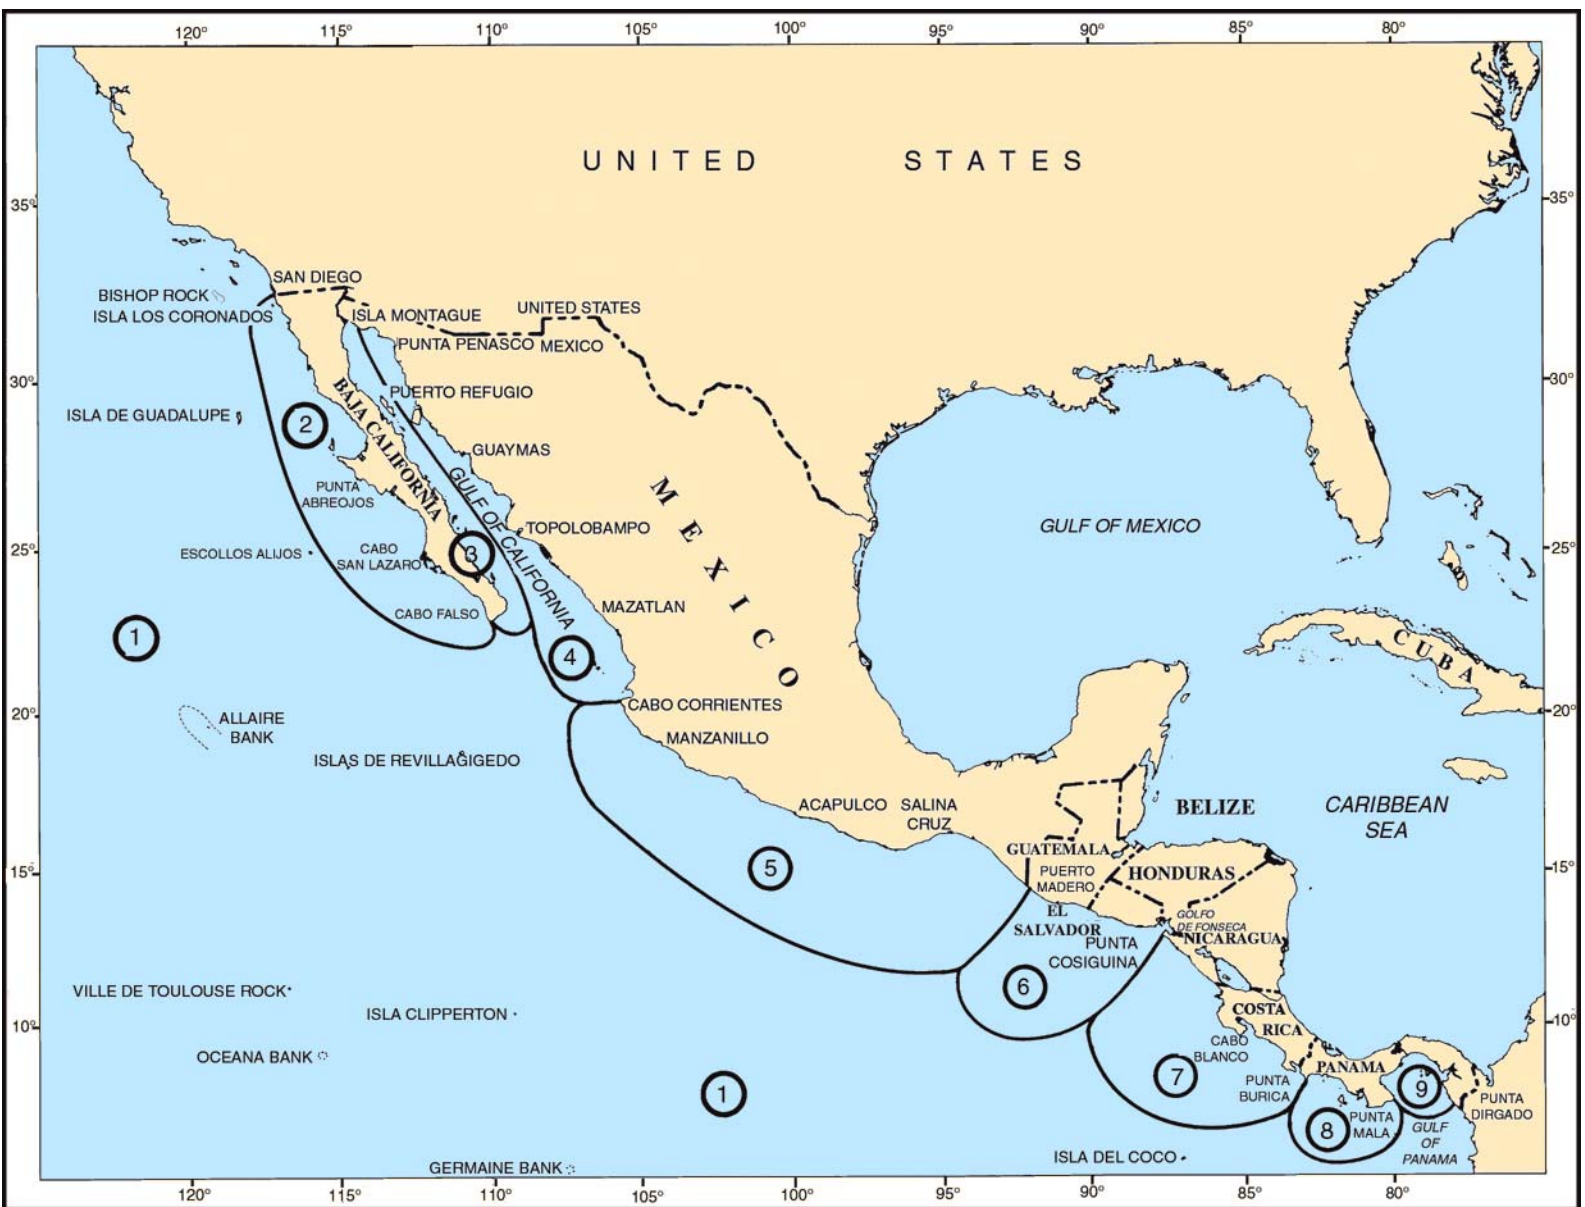 120° 115° 110° 105° 100° 95° 90° 85° 80°
UNITED STATES
35° 35°
SAN DIEGO
BISHOP ROCK
ISLA LOS CORONADOS
ISLA MONTAGUE
UNITED STATES
PUNTA PENASCO
MEXICO
30° 30°
PUERTO REFUGIO
ISLA DE GUADALUPE
2
BAJA CALIFORNIA
GUAYMAS
GULF OF CALIFORNIA
PUNTA
ABREOJOS
MEXICO
TOPOLOBAMPO
GULF OF MEXICO
25° 25°
ESCOLLOS ALIJOS
CABO
SAN LAZARO
3
CABO FALSO
MAZATLAN
1
4
CUBA
20° 20°
CABO CORRIENTES
ALLAIRE
BANK
MANZANILLO
ISLAS DE REVILLAGIGEDO
ACAPULCO
SALINA
CRUZ
BELIZE
CARIBBEAN
SEA
GUATEMALA
15° 15°
5
PUERTO
MADERO
HONDURAS
EL
SALVADOR
GOLFO
DE FONSECA
NICARAGUA
PUNTA
COSIGUINA
VILLE DE TOULOUSE ROCK
6
ISLA CLIPPERTON
COSTA
RICA
10° 10°
OCEANA BANK
CABO
BLANCO
7
PANAMA
9
1
PUNTA
BURICA
PUNTA
DIRGADO
8
PUNTA
MALA
GULF
OF
PANAMA
ISLA DEL COCO
GERMAINE BANK
120° 115° 110° 105° 100° 95° 90° 85° 80°